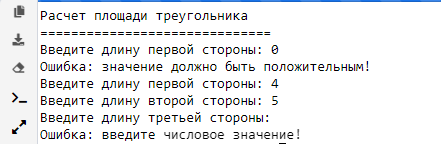 Расчет площади треугольника
==============================
Введите длину первой стороны: 0
Ошибка: значение должно быть положительным!
Введите длину первой стороны: 4
Введите длину второй стороны: 5
Введите длину третьей стороны:
Ошибка: введите числовое значение!